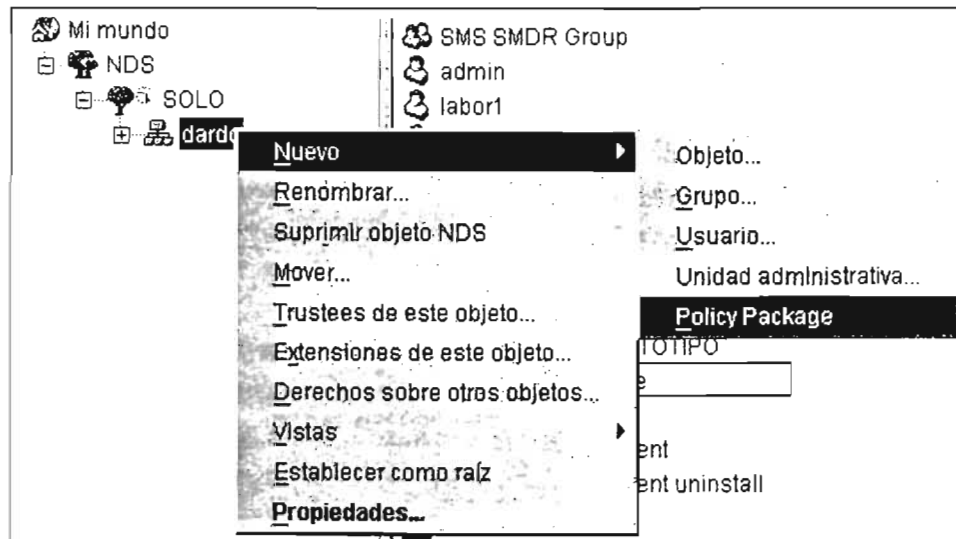 Mi mundo
NDS
SOLO
dardo
SMS SMDR Group
admin
labor1
Nuevo
Renombrar...
Suprimir objeto NDS
Mover...
Trustees de este objeto...
Extensiones de este objeto...
Derechos sobre otros objetos...
Vistas
Establecer como raíz
Propiedades...
Objeto...
Grupo...
Usuario...
Unidad administrativa...
Policy Package
TOTIPO
e
ent
ent uninstall